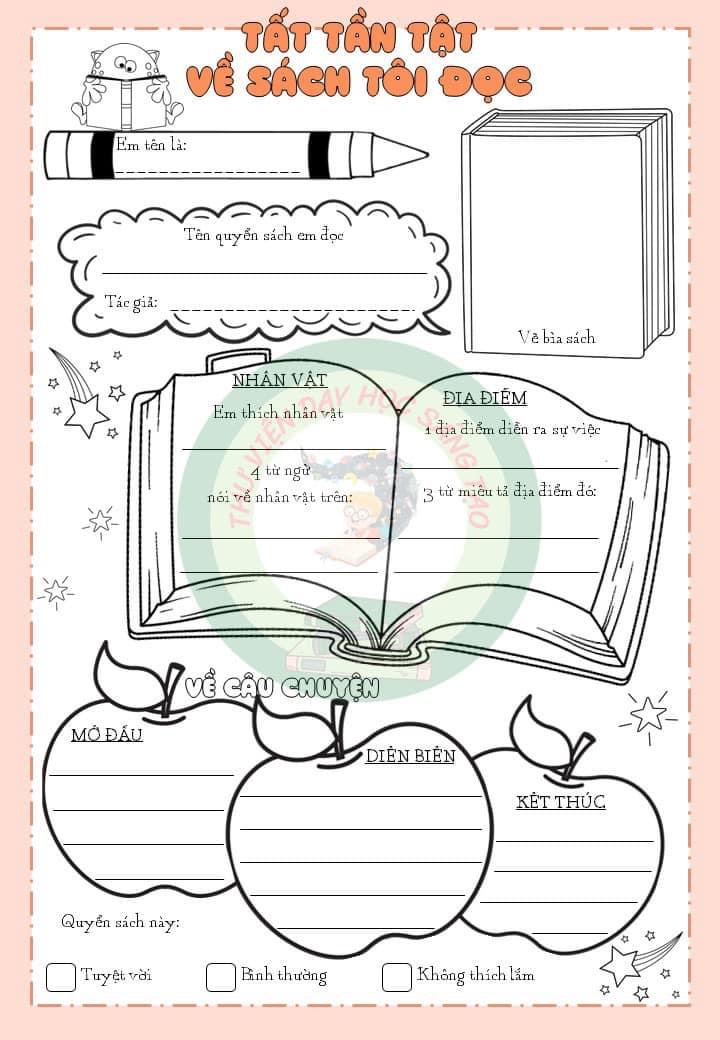 TẤT TẦN TẬT
VỀ SÁCH TÔI ĐỌC
Em tên là:
Tên quyển sách em đọc
Tác giả:
Vẽ bìa sách
NHÂN VẬT
Em thích nhân vật
4 từ ngữ
nói về nhân vật trên:
ĐỊA ĐIỂM
1 địa điểm diễn ra sự việc
3 từ miêu tả địa điểm đó:
THƯ VIỆN DẠY HỌC SÁNG TẠO
VỀ CÂU CHUYỆN
MỞ ĐẦU
DIỄN BIẾN
KẾT THÚC
Quyển sách này:
Tuyệt vời
Bình thường
Không thích lắm